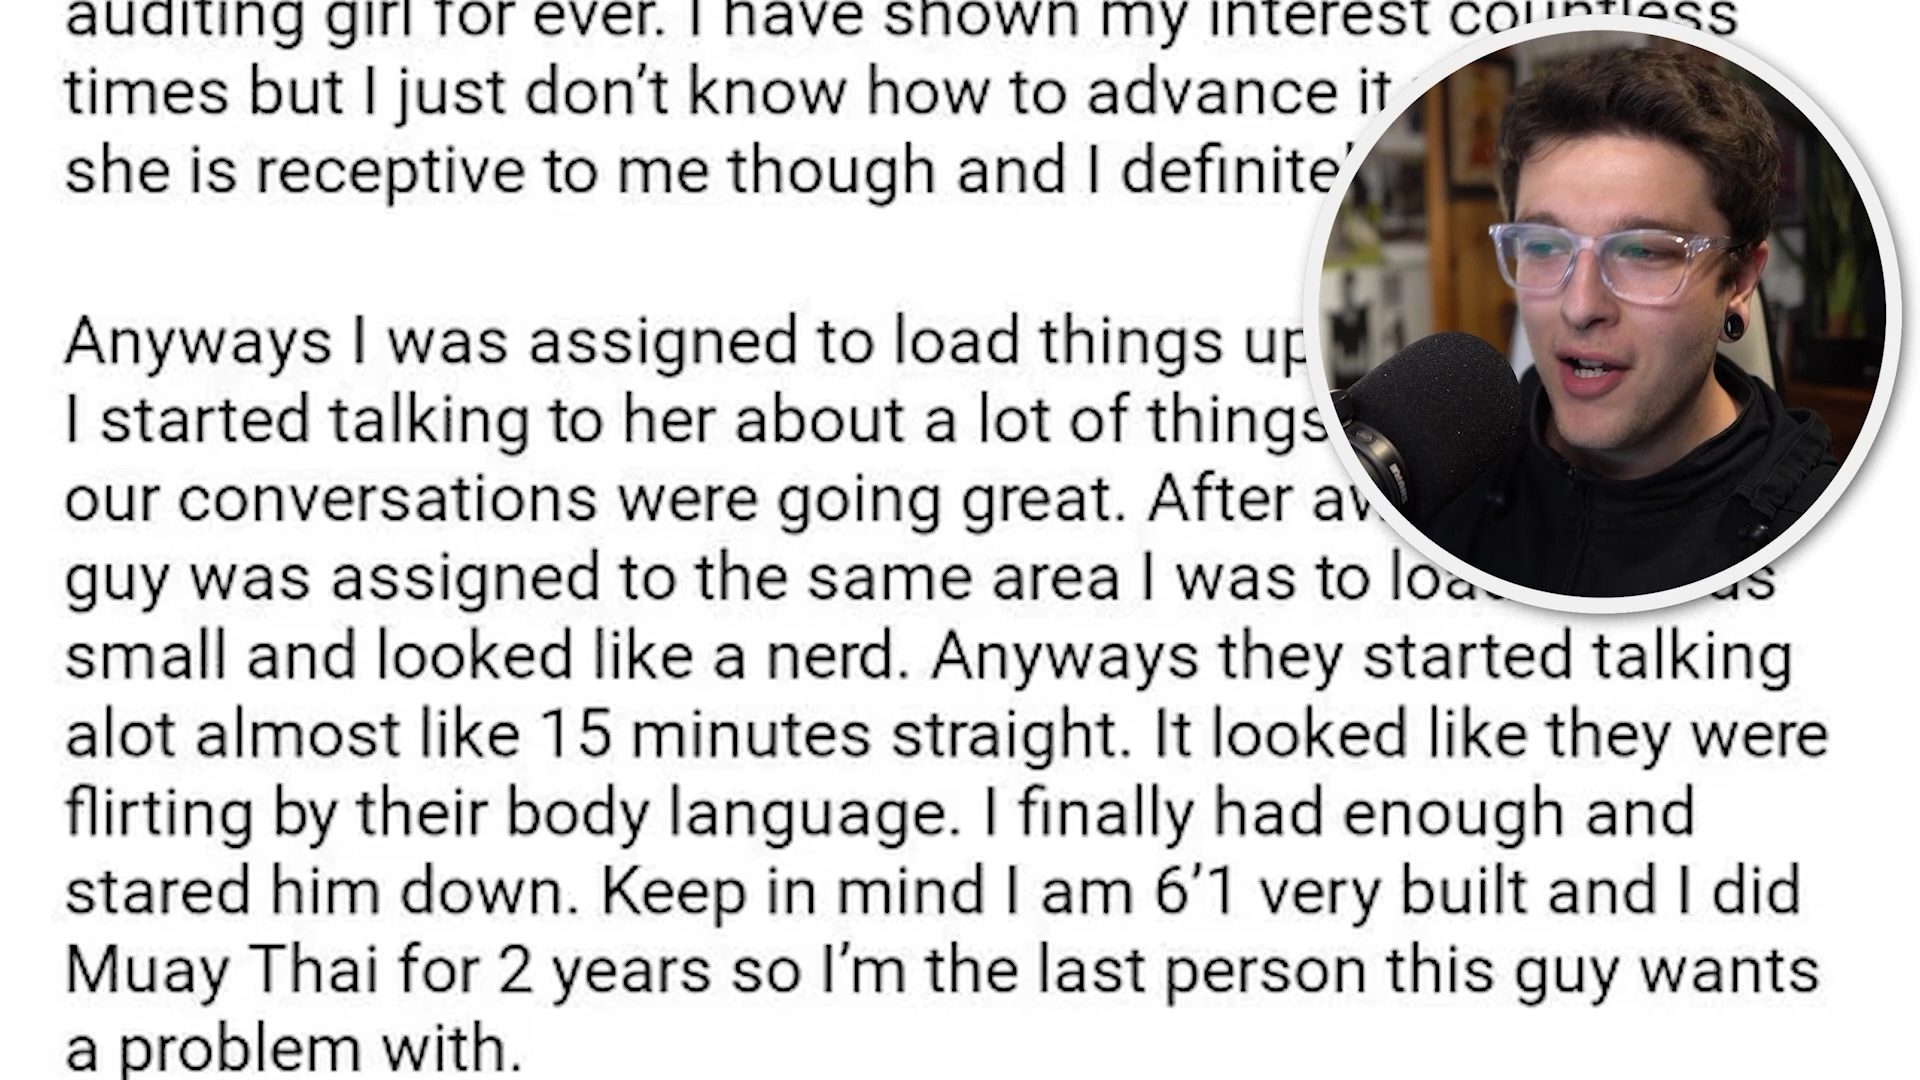 auditing girl for ever. I have shown my interest countless
times but I just don't know how to advance it
she is receptive to me though and I
Anyways I was assigned to load things up
I started talking to her about a lot of things
our conversations were going great. After
guy was assigned to the same area I was to
small and looked like a nerd. Anyways they started talking
alot almost like 15 minutes straight. It looked like they were
flirting by their body language. I finally had enough and
stared him down. Keep in mind I am 6'1 very built and I did
Muay Thai for 2 years so I'm the last person this guy wants
a problem with.